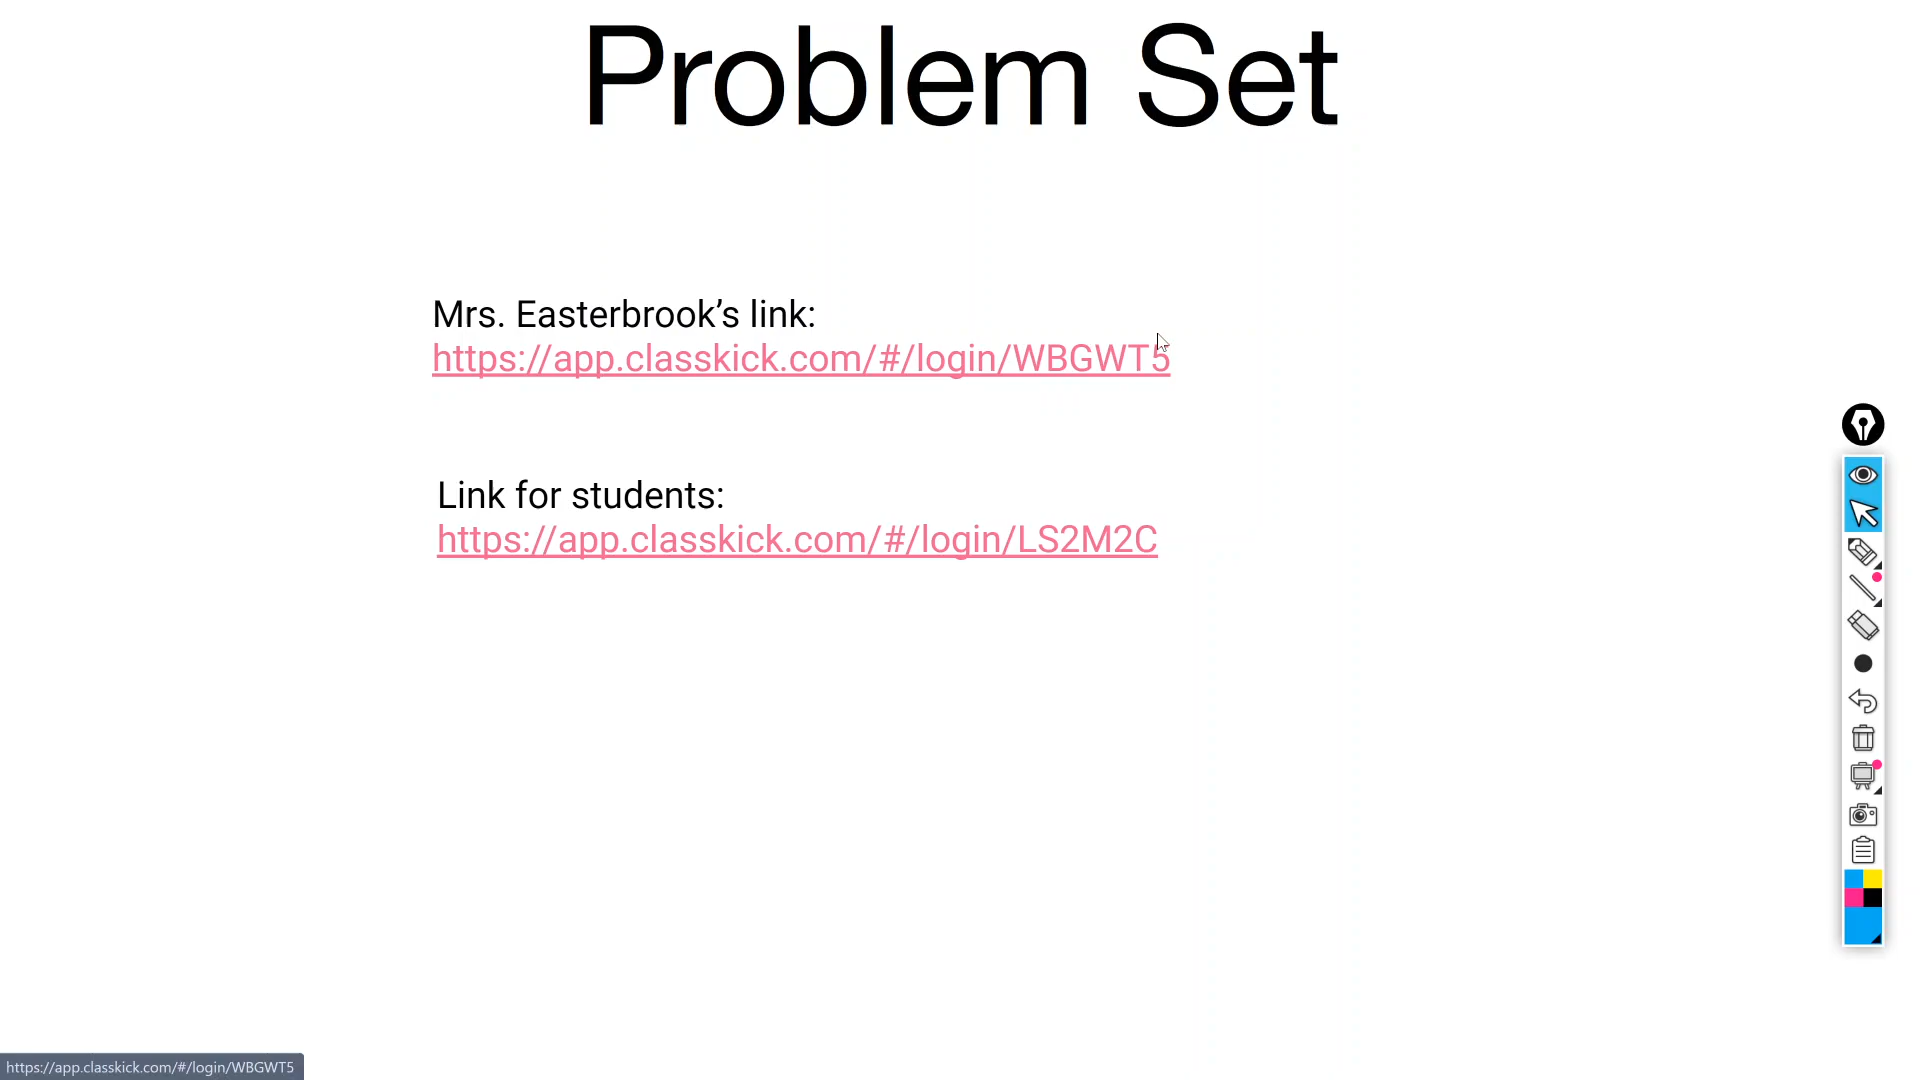 Problem Set
Mrs. Easterbrook’s link:
https://app.classkick.com/#/login/WBGWT5
Link for students:
https://app.classkick.com/#/login/LS2M2C
https://app.classkick.com/#/login/WBGWT5